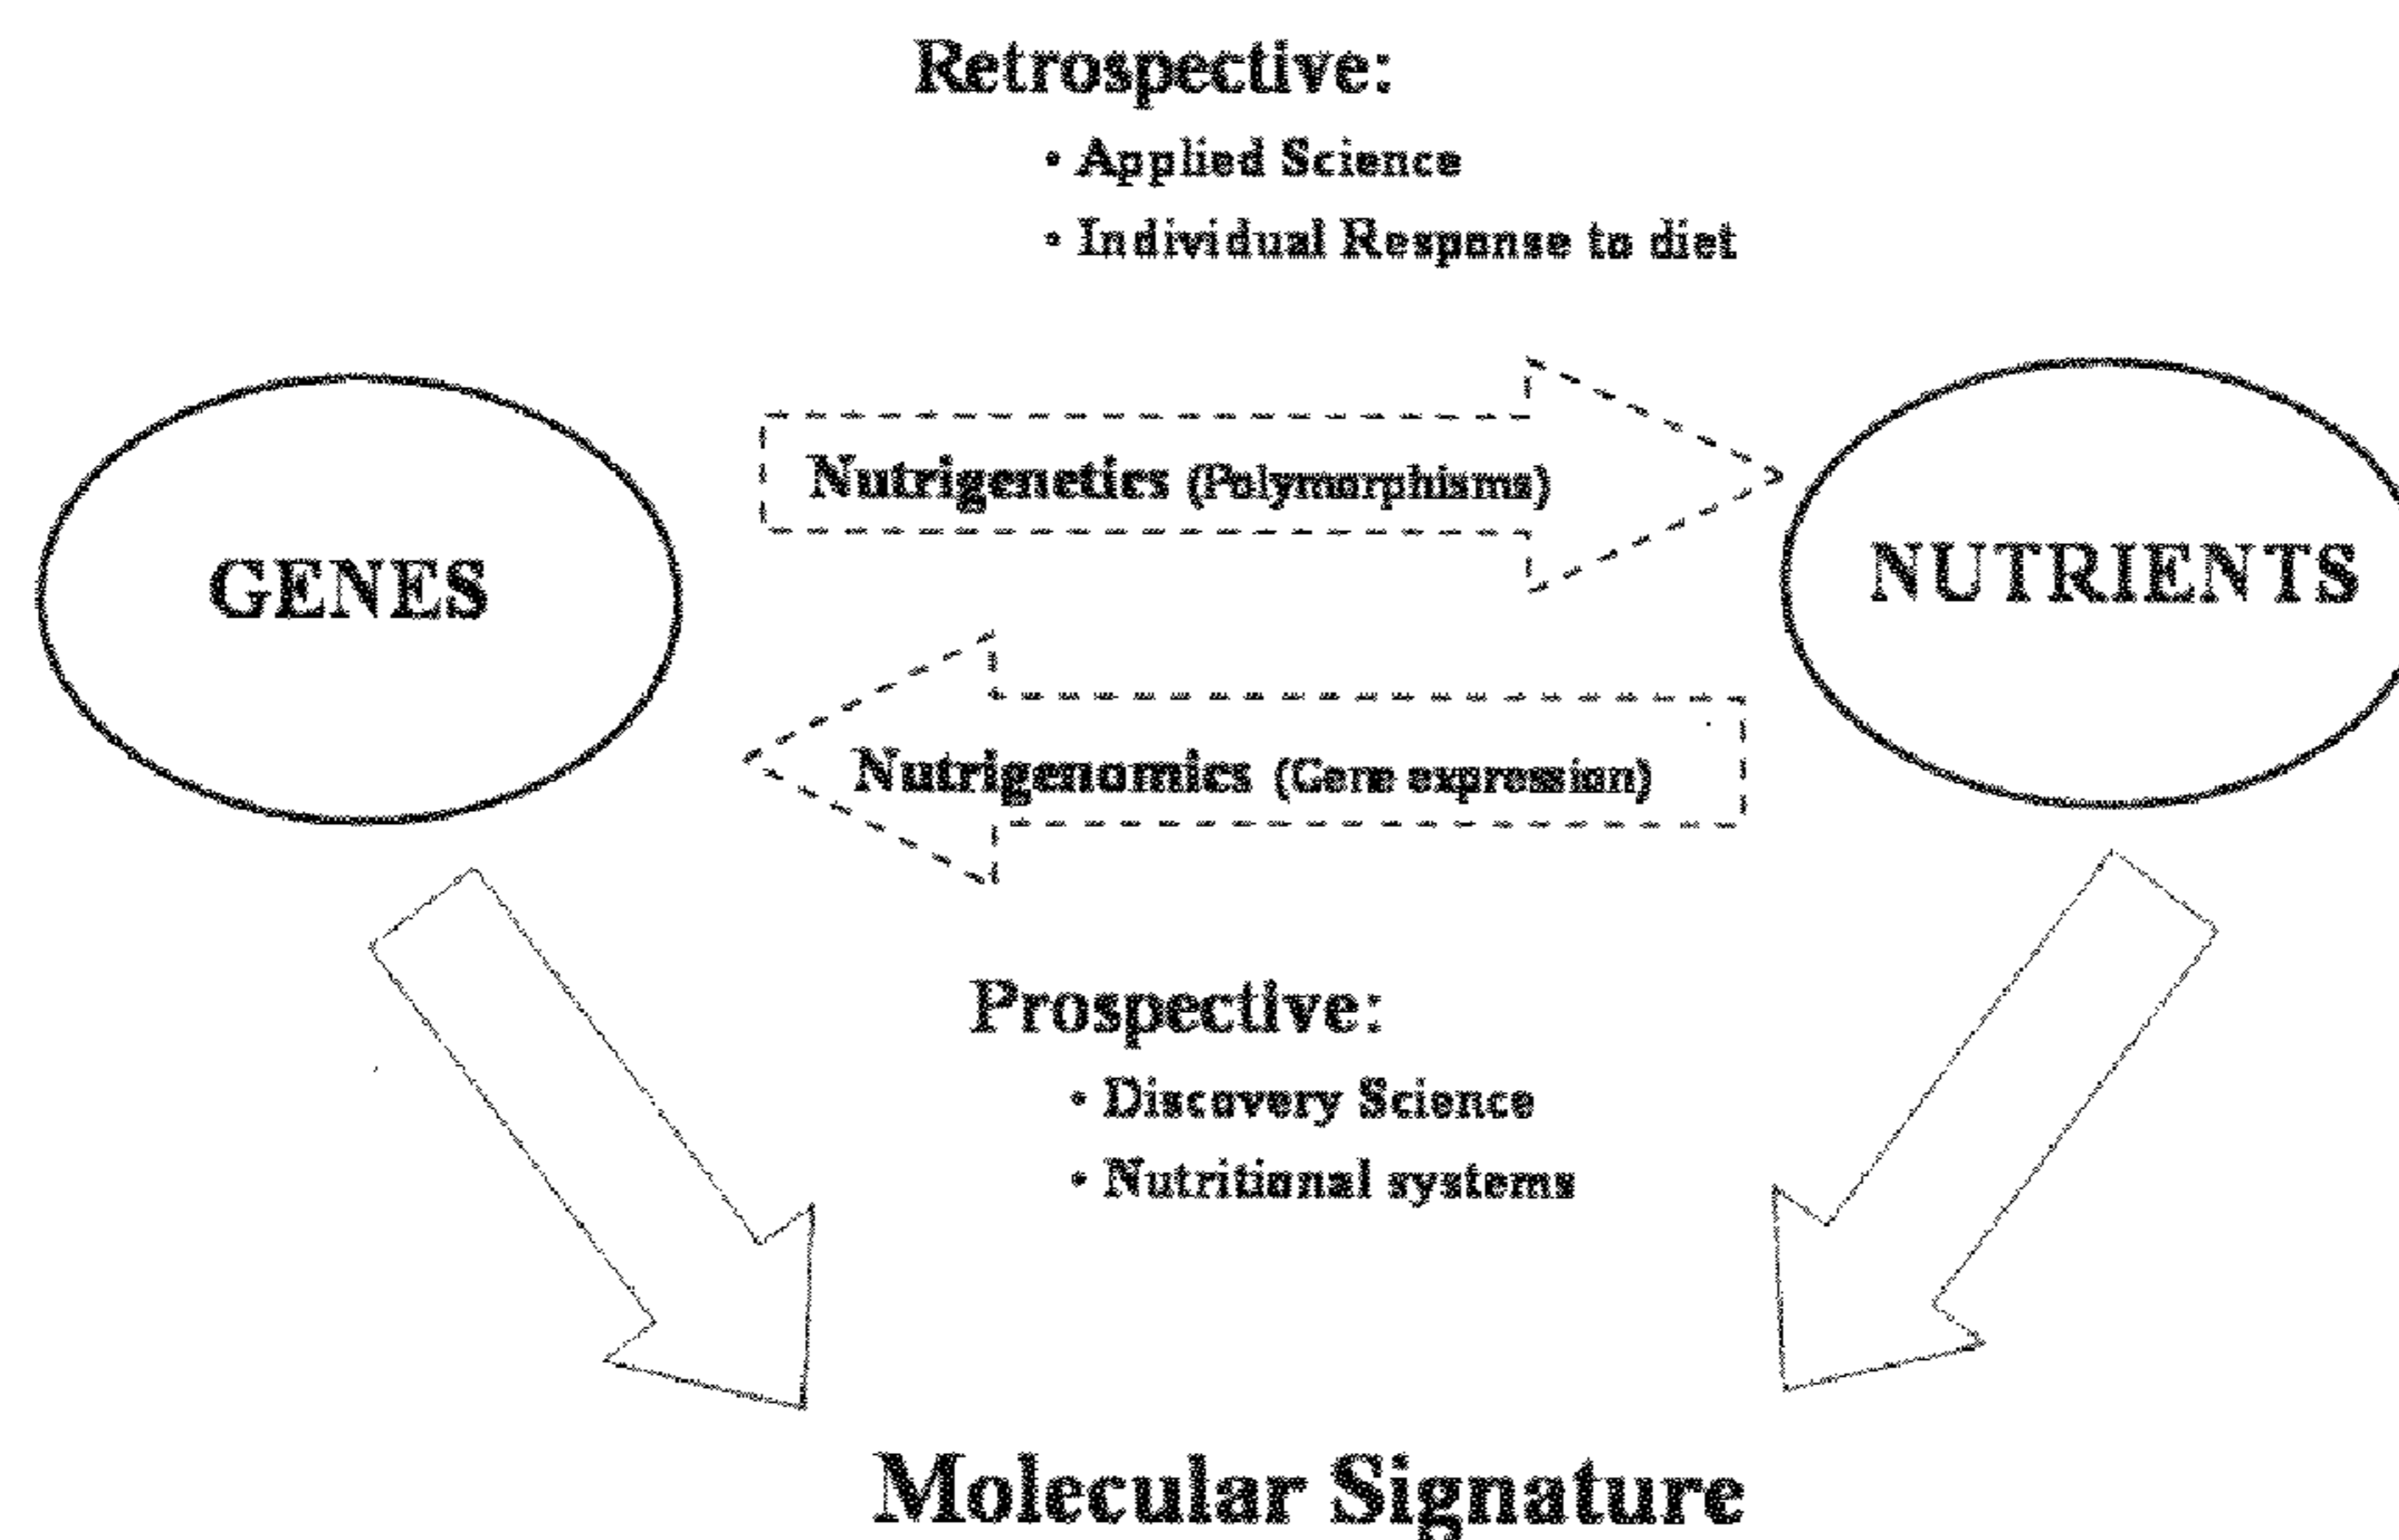 Retrospective:
• Applied Science
• Individual Response to diet
Nutrigenetics (Polymorphisms)
GENES
NUTRIENTS
Nutrigenomics (Gene expression)
Prospective:
• Discovery Science
• Nutritional systems
Molecular Signature